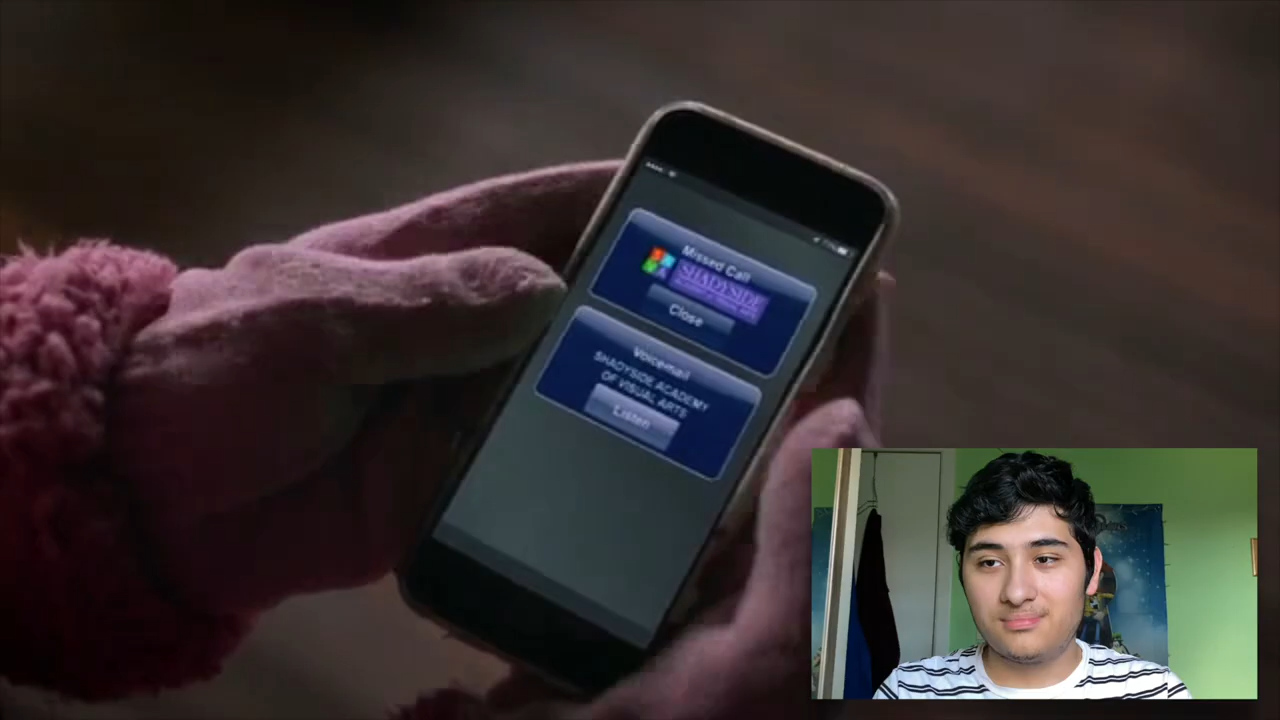 Missed Call
SHADYSIDE
Close
Voicemail
SHADYSIDE ACADEMY
OF VISUAL ARTS
Listen